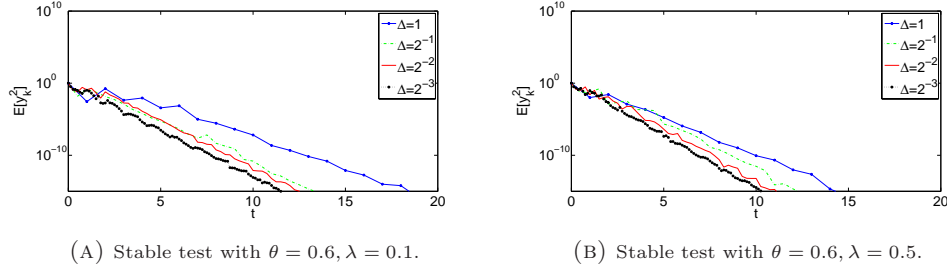 10^10
10^0
10^-10
E[y_k^2]
Δ=1
Δ=2^-1
Δ=2^-2
Δ=2^-3
0 5 10 15 20
t
(A) Stable test with θ = 0.6, λ = 0.1.
10^10
10^0
10^-10
E[y_k^2]
Δ=1
Δ=2^-1
Δ=2^-2
Δ=2^-3
0 5 10 15 20
t
(B) Stable test with θ = 0.6, λ = 0.5.